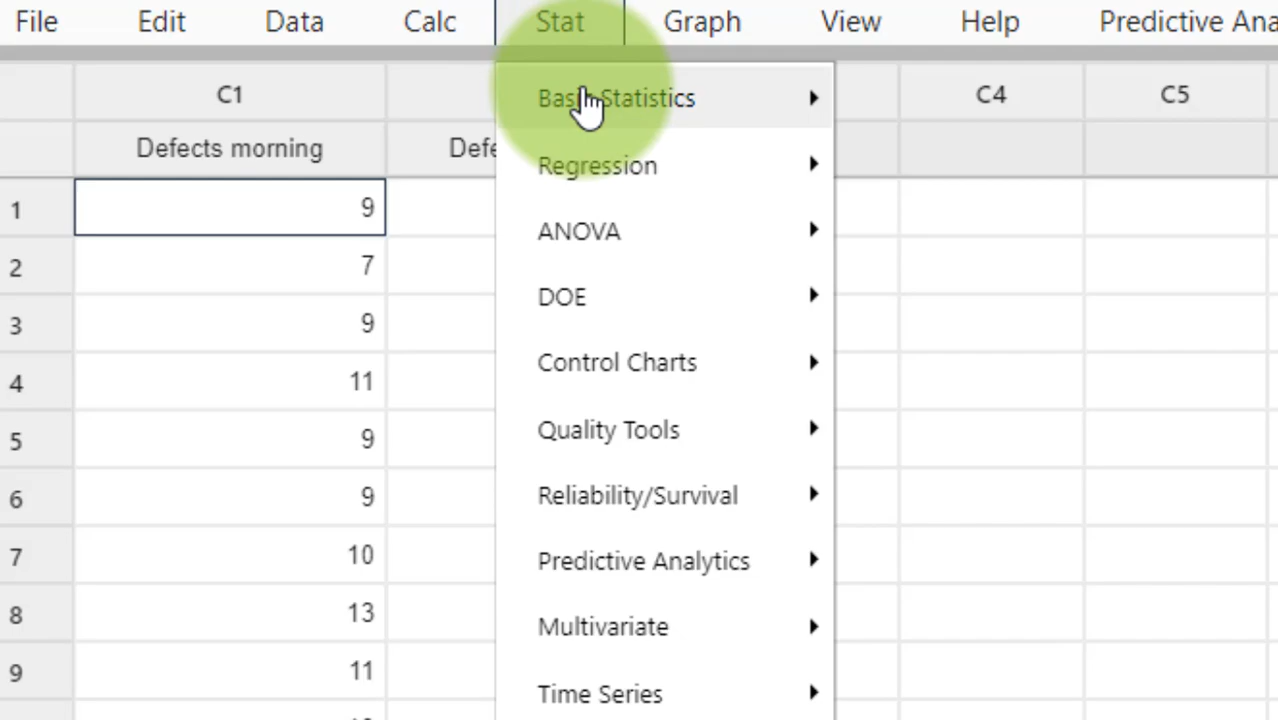 File Edit Data Calc Stat Graph View Help Predictive Ana
C1 C4 C5
Defects morning Defe
Basic Statistics
Regression
ANOVA
DOE
Control Charts
Quality Tools
Reliability/Survival
Predictive Analytics
Multivariate
Time Series
1 9
2 7
3 9
4 11
5 9
6 9
7 10
8 13
9 11